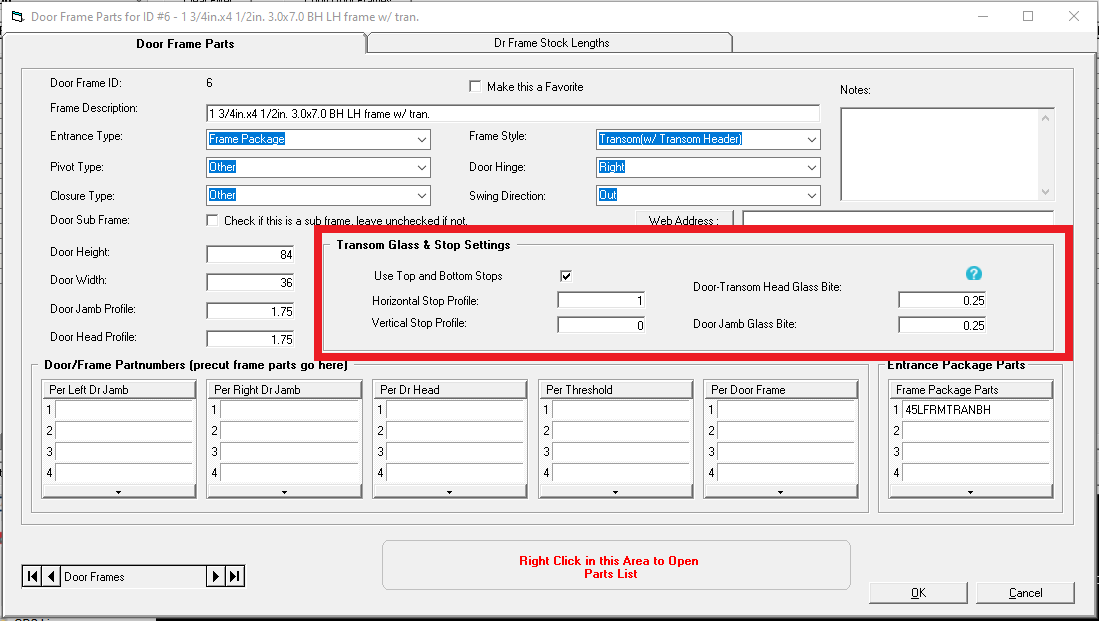 Door Frame Parts for ID #6 - 1 3/4in.x4 1/2in. 3.0x7.0 BH LH frame w/ tran.
Door Frame Parts
Dr Frame Stock Lengths
Door Frame ID: 6
Make this a Favorite
Notes:
Frame Description: 1 3/4in.x4 1/2in. 3.0x7.0 BH LH frame w/ tran.
Entrance Type: Frame Package
Frame Style: Transom(w/ Transom Header)
Pivot Type: Other
Door Hinge: Right
Closure Type: Other
Swing Direction: Out
Door Sub Frame: Check if this is a sub frame, leave unchecked if not.
Web Address :
Door Height: 84
Door Width: 36
Door Jamb Profile: 1.75
Door Head Profile: 1.75
Transom Glass & Stop Settings
Use Top and Bottom Stops
?
Door-Transom Head Glass Bite: 0.25
Horizontal Stop Profile: 1
Vertical Stop Profile: 0
Door Jamb Glass Bite: 0.25
Door/Frame Partnumbers (precut frame parts go here)
Entrance Package Parts
Per Left Dr Jamb
1
2
3
4
Per Right Dr Jamb
1
2
3
4
Per Dr Head
1
2
3
4
Per Threshold
1
2
3
4
Per Door Frame
1
2
3
4
Frame Package Parts
1 45LFRMTRANBH
2
3
4
Door Frames
Right Click in this Area to Open
Parts List
OK
Cancel